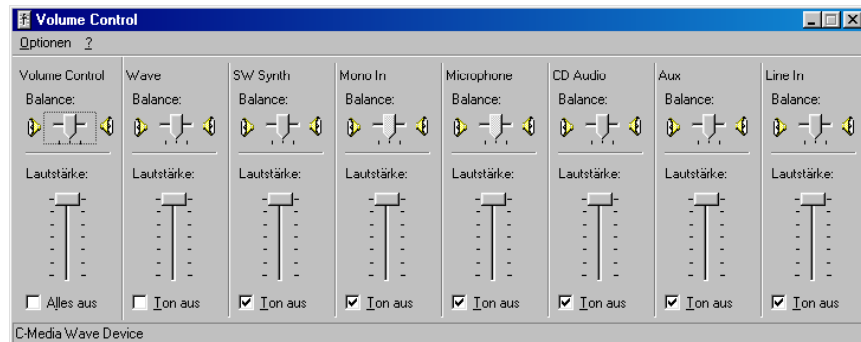 Volume Control
Optionen ?
Volume Control Wave SW Synth Mono In Microphone CD Audio Aux Line In
Balance: Balance: Balance: Balance: Balance: Balance: Balance: Balance:
Lautstärke: Lautstärke: Lautstärke: Lautstärke: Lautstärke: Lautstärke: Lautstärke: Lautstärke:
Alles aus Ton aus Ton aus Ton aus Ton aus Ton aus Ton aus Ton aus
C-Media Wave Device